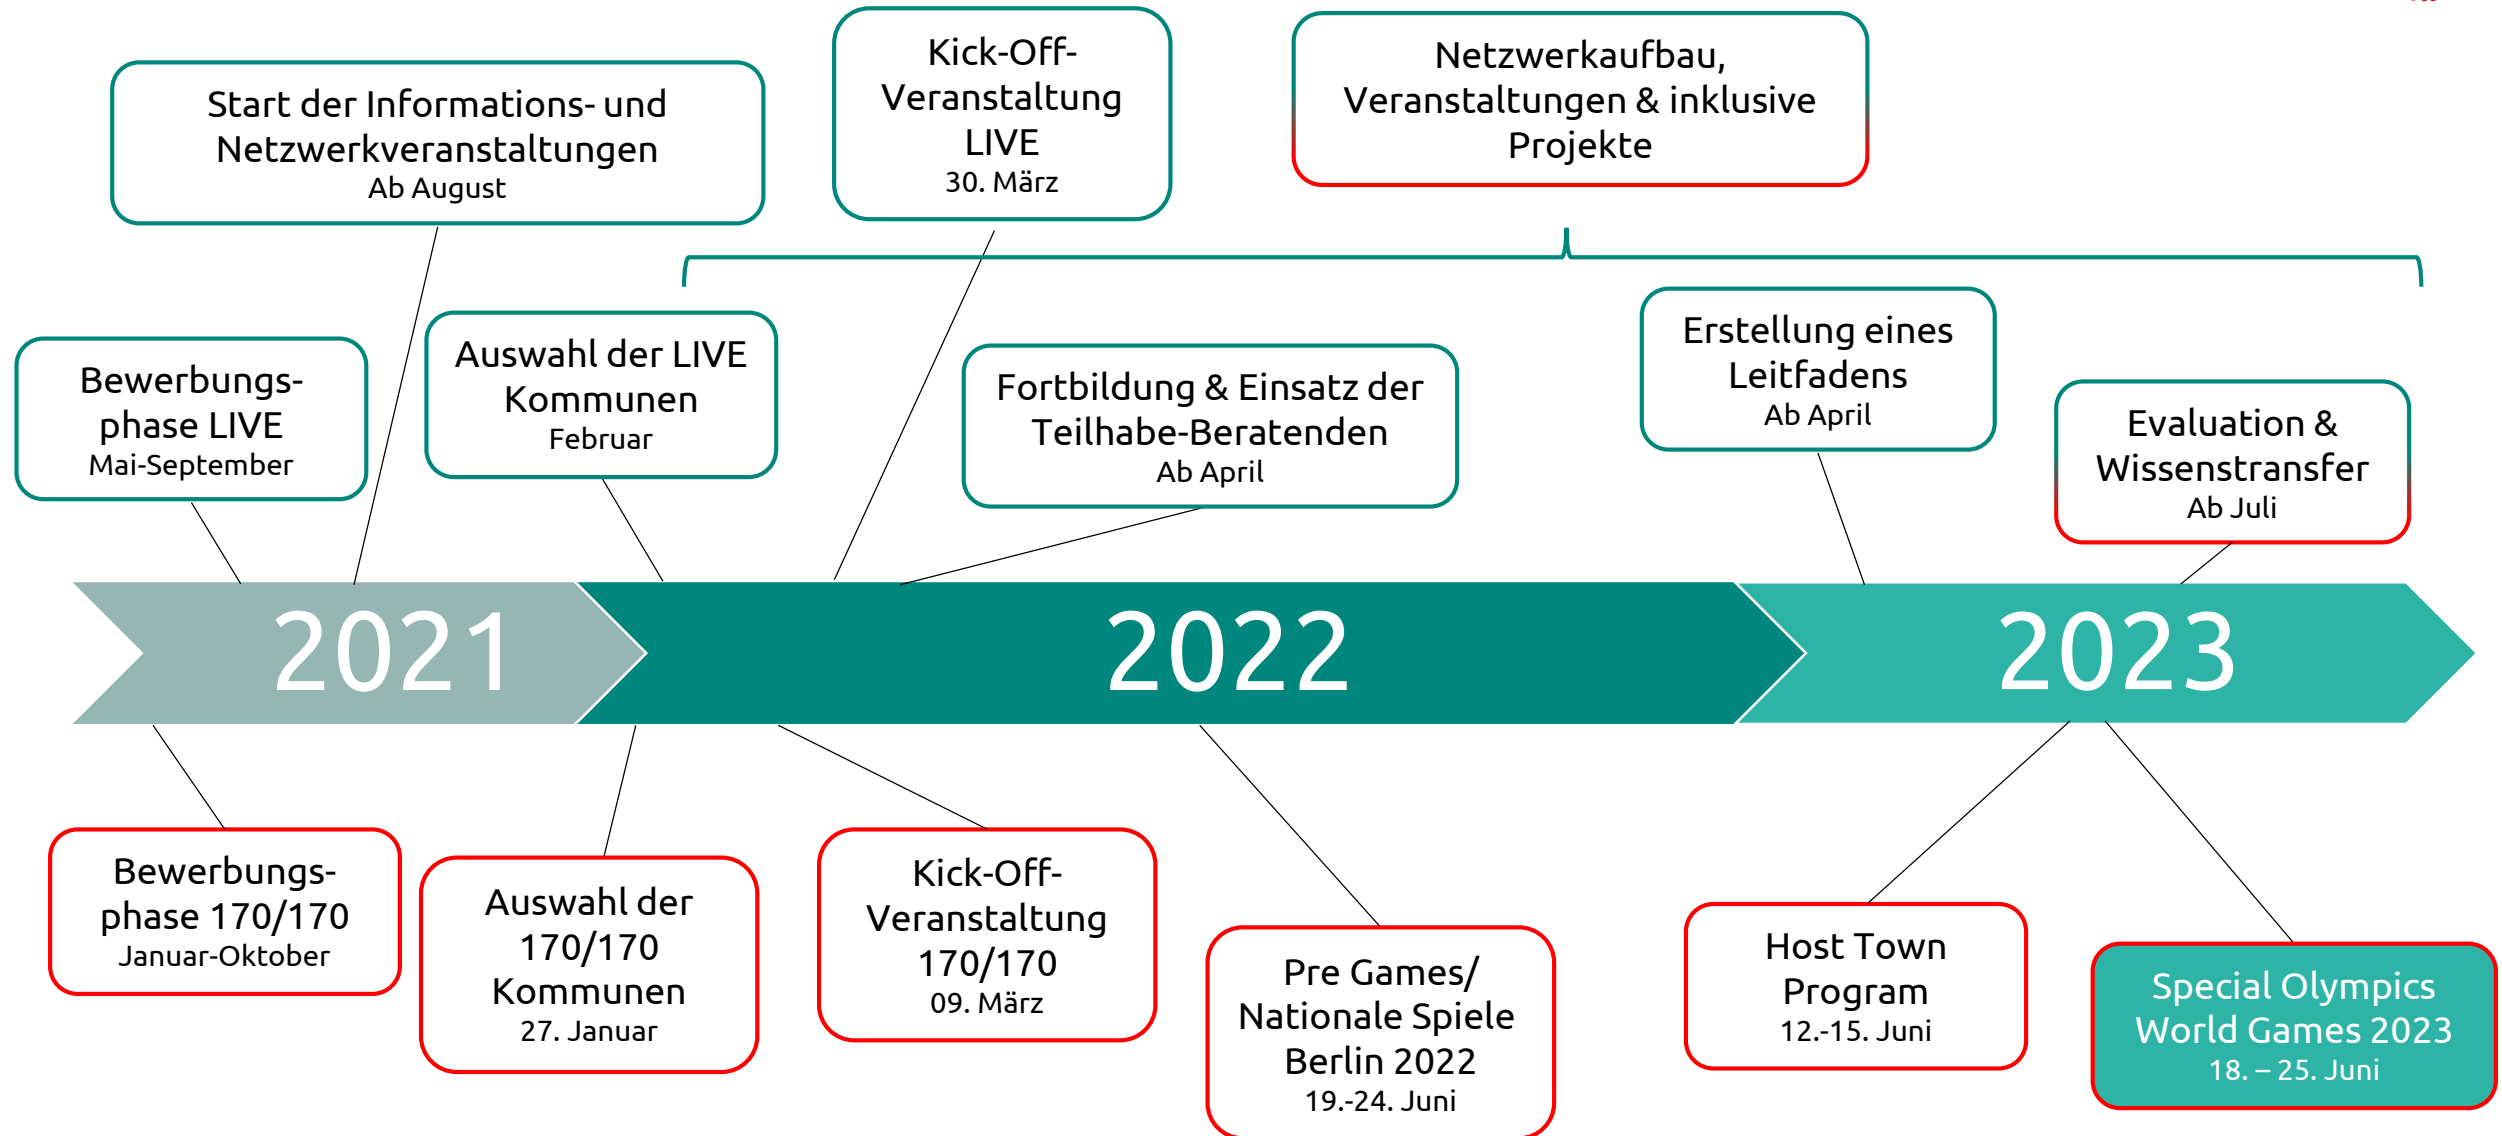 Start der Informations- und
Netzwerkveranstaltungen
Ab August
Kick-Off-
Veranstaltung
LIVE
30. März
Netzwerkaufbau,
Veranstaltungen & inklusive
Projekte
Bewerbungs-
phase LIVE
Mai-September
Auswahl der LIVE
Kommunen
Februar
Fortbildung & Einsatz der
Teilhabe-Beratenden
Ab April
Erstellung eines
Leitfadens
Ab April
Evaluation &
Wissenstransfer
Ab Juli
2021
2022
2023
Bewerbungs-
phase 170/170
Januar-Oktober
Auswahl der
170/170
Kommunen
27. Januar
Kick-Off-
Veranstaltung
170/170
09. März
Pre Games/
Nationale Spiele
Berlin 2022
19.-24. Juni
Host Town
Program
12.-15. Juni
Special Olympics
World Games 2023
18. – 25. Juni